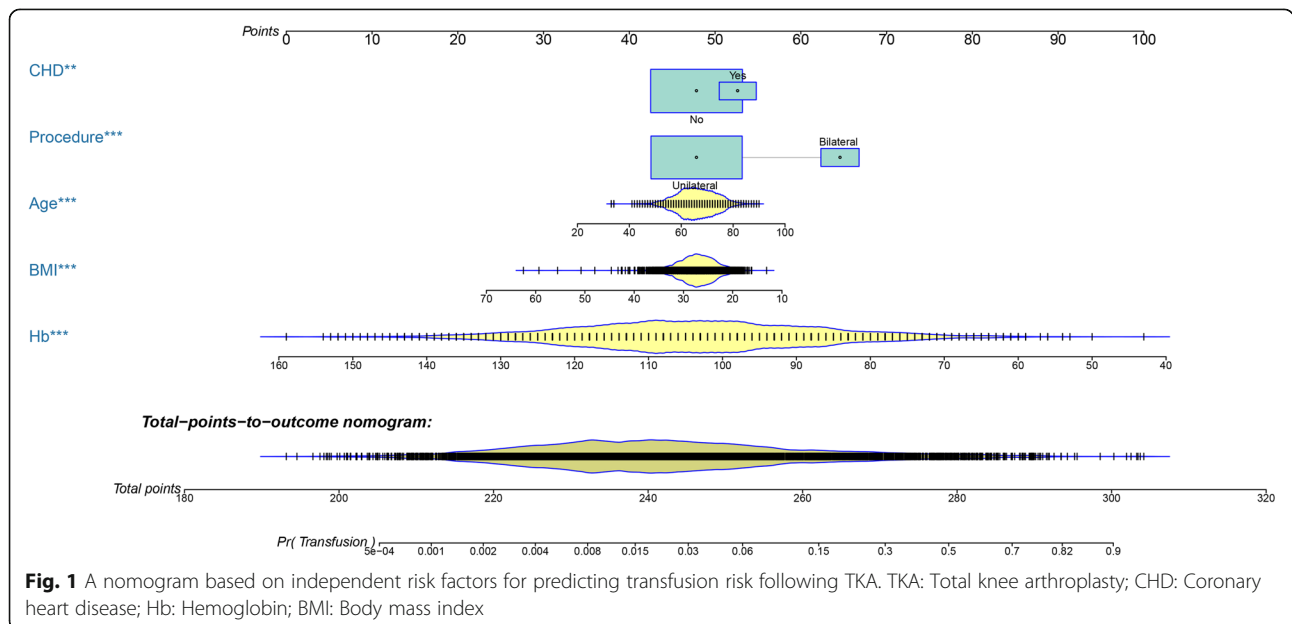 Points
0 10 20 30 40 50 60 70 80 90 100
CHD**
Yes
No
Procedure***
Bilateral
Unilateral
Age***
20 40 60 80 100
BMI***
70 60 50 40 30 20 10
Hb***
160 150 140 130 120 110 100 90 80 70 60 50 40
Total−points−to−outcome nomogram:
Total points
180 200 220 240 260 280 300 320
Pr( Transfusion )
5e−04 0.001 0.002 0.004 0.008 0.015 0.03 0.06 0.15 0.3 0.5 0.7 0.82 0.9
Fig. 1 A nomogram based on independent risk factors for predicting transfusion risk following TKA. TKA: Total knee arthroplasty; CHD: Coronary
heart disease; Hb: Hemoglobin; BMI: Body mass index